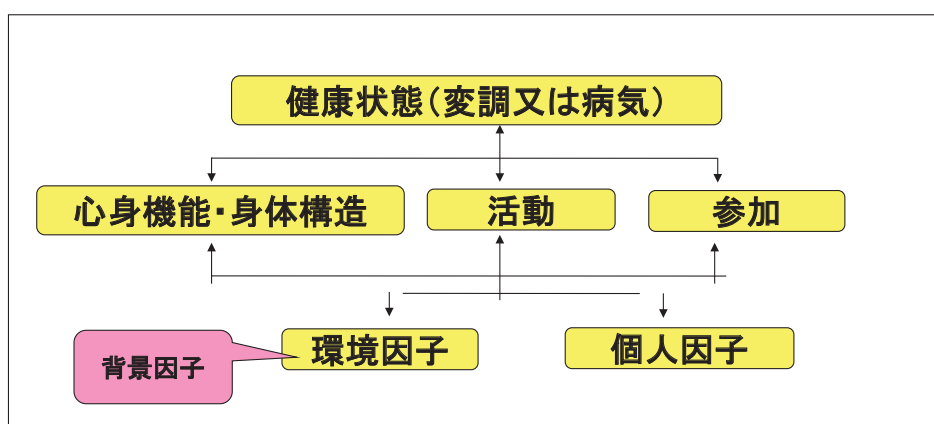 健康状態(変調又は病気)
心身機能・身体構造
活動
参加
環境因子
個人因子
背景因子